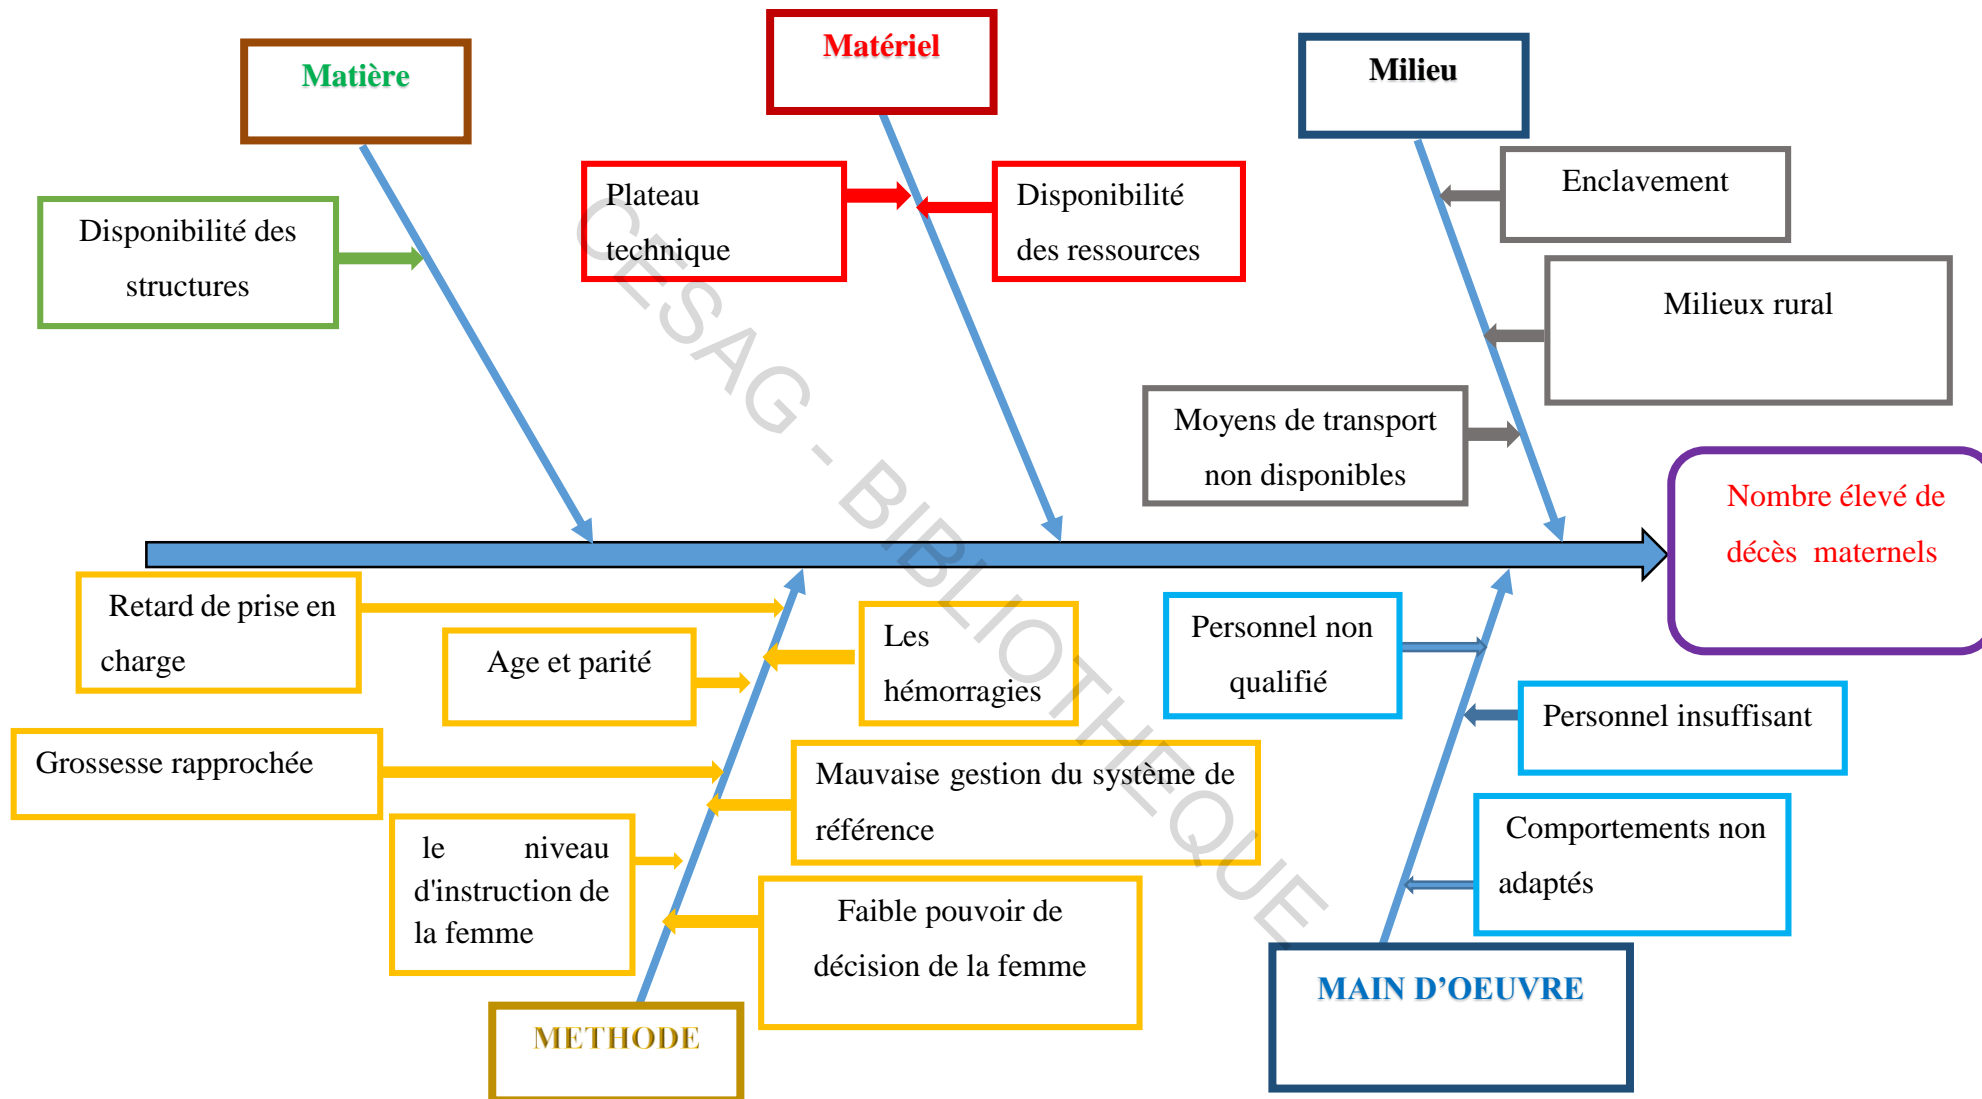 Matière
Matériel
Milieu
Disponibilité des
structures
Plateau
technique
Disponibilité
des ressources
Enclavement
Milieux rural
Moyens de transport
non disponibles
Nombre élevé de
décès maternels
Retard de prise en
charge
Age et parité
Les
hémorragies
Grossesse rapprochée
Mauvaise gestion du système de
référence
le niveau
d'instruction de
la femme
Faible pouvoir de
décision de la femme
METHODE
Personnel non
qualifié
Personnel insuffisant
Comportements non
adaptés
MAIN D’OEUVRE
CESAG - BIBLIOTHEQUE